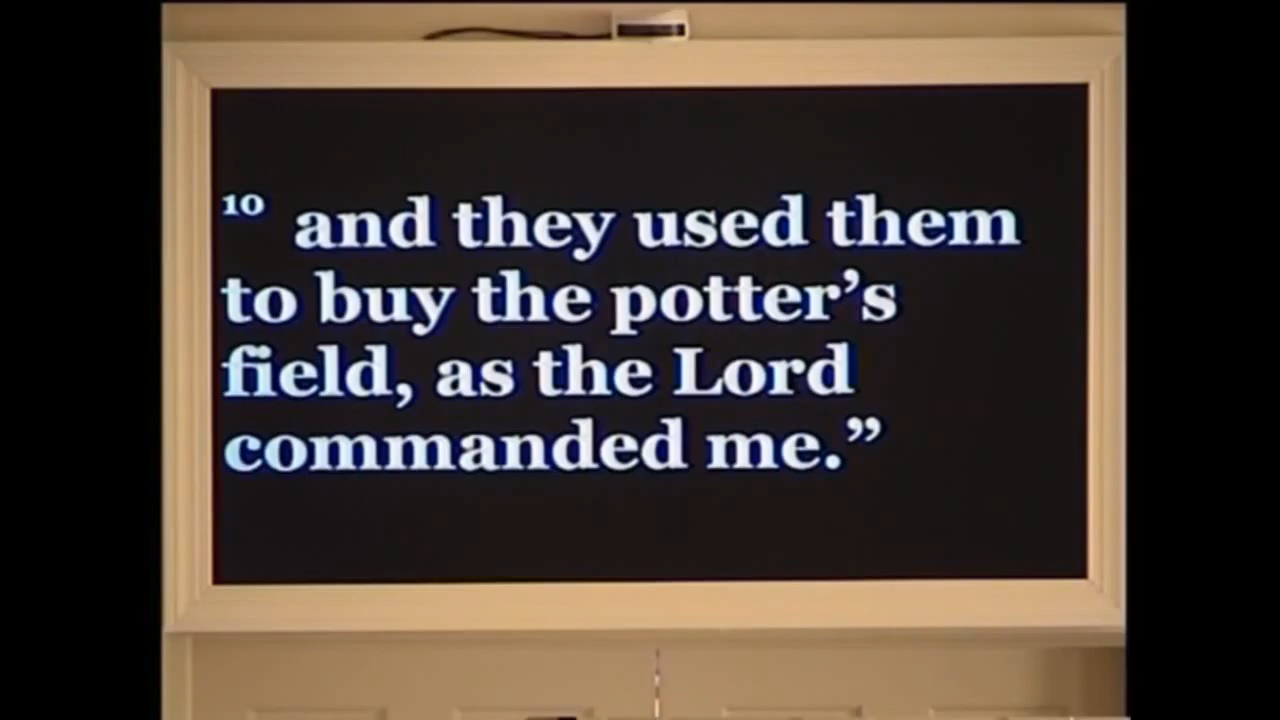 10 and they used them
to buy the potter’s
field, as the Lord
commanded me.”